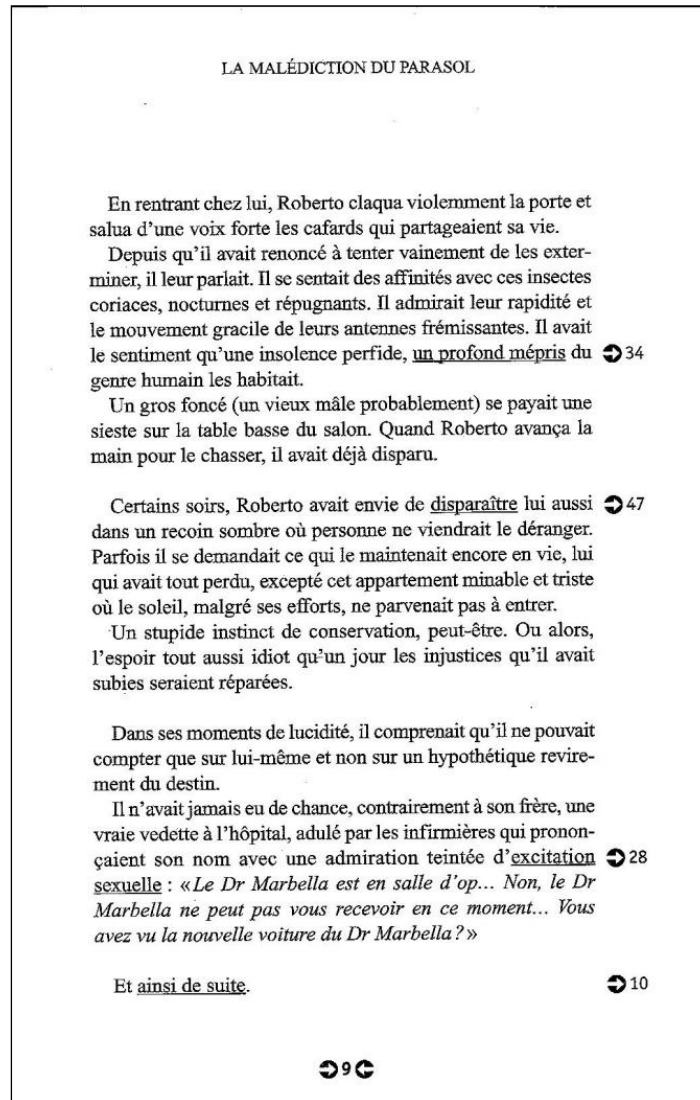 LA MALÉDICTION DU PARASOL
En rentrant chez lui, Roberto claqua violemment la porte et
salua d'une voix forte les cafards qui partageaient sa vie.
Depuis qu'il avait renoncé à tenter vainement de les exter-
miner, il leur parlait. Il se sentait des affinités avec ces insectes
coriaces, nocturnes et répugnants. Il admirait leur rapidité et
le mouvement gracile de leurs antennes frémissantes. Il avait
le sentiment qu'une insolence perfide, un profond mépris du 34
genre humain les habitait.
Un gros foncé (un vieux mâle probablement) se payait une
sieste sur la table basse du salon. Quand Roberto avança la
main pour le chasser, il avait déjà disparu.
Certains soirs, Roberto avait envie de disparaître lui aussi 47
dans un recoin sombre où personne ne viendrait le déranger.
Parfois il se demandait ce qui le maintenait encore en vie, lui
qui avait tout perdu, excepté cet appartement minable et triste
où le soleil, malgré ses efforts, ne parvenait pas à entrer.
Un stupide instinct de conservation, peut-être. Ou alors,
l'espoir tout aussi idiot qu'un jour les injustices qu'il avait
subies seraient réparées.
Dans ses moments de lucidité, il comprenait qu'il ne pouvait
compter que sur lui-même et non sur un hypothétique revire-
ment du destin.
Il n'avait jamais eu de chance, contrairement à son frère, une
vraie vedette à l'hôpital, adulé par les infirmières qui pronon-
çaient son nom avec une admiration teintée d'excitation 28
sexuelle : «Le Dr Marbella est en salle d'op... Non, le Dr
Marbella ne peut pas vous recevoir en ce moment... Vous
avez vu la nouvelle voiture du Dr Marbella ?»
Et ainsi de suite. 10
9